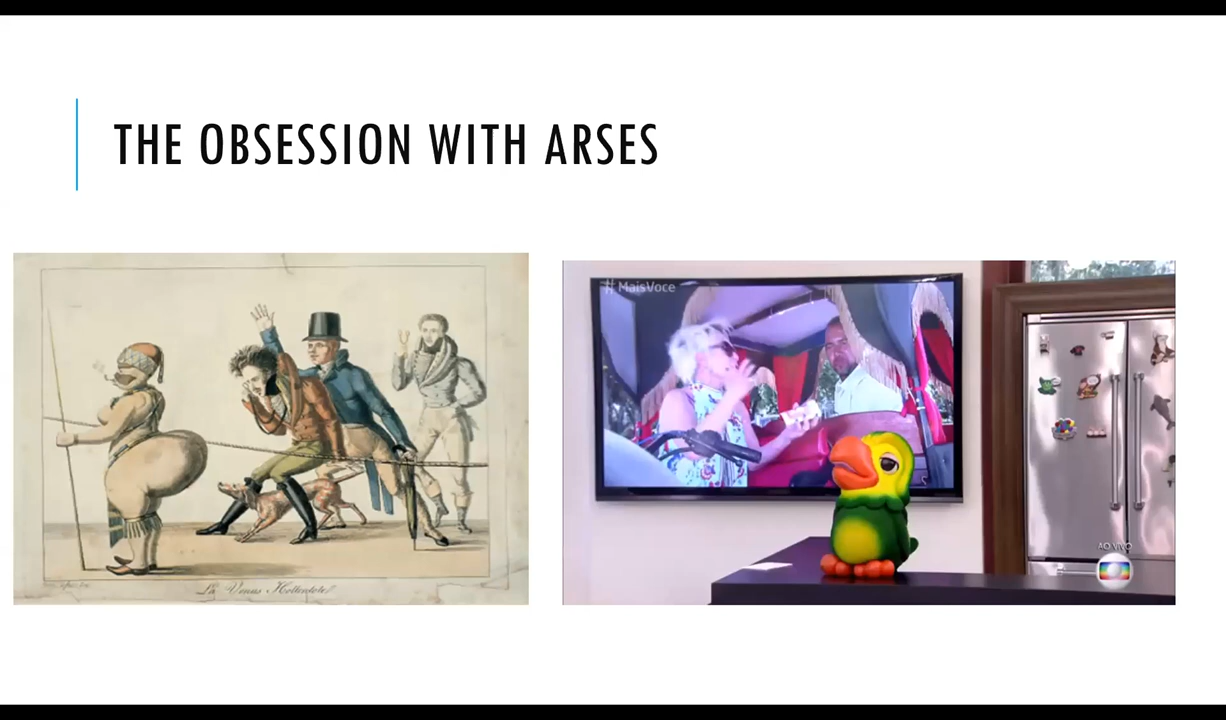 THE OBSESSION WITH ARSES
La Venus Hottentote
#MaisVoce
AO VIVO